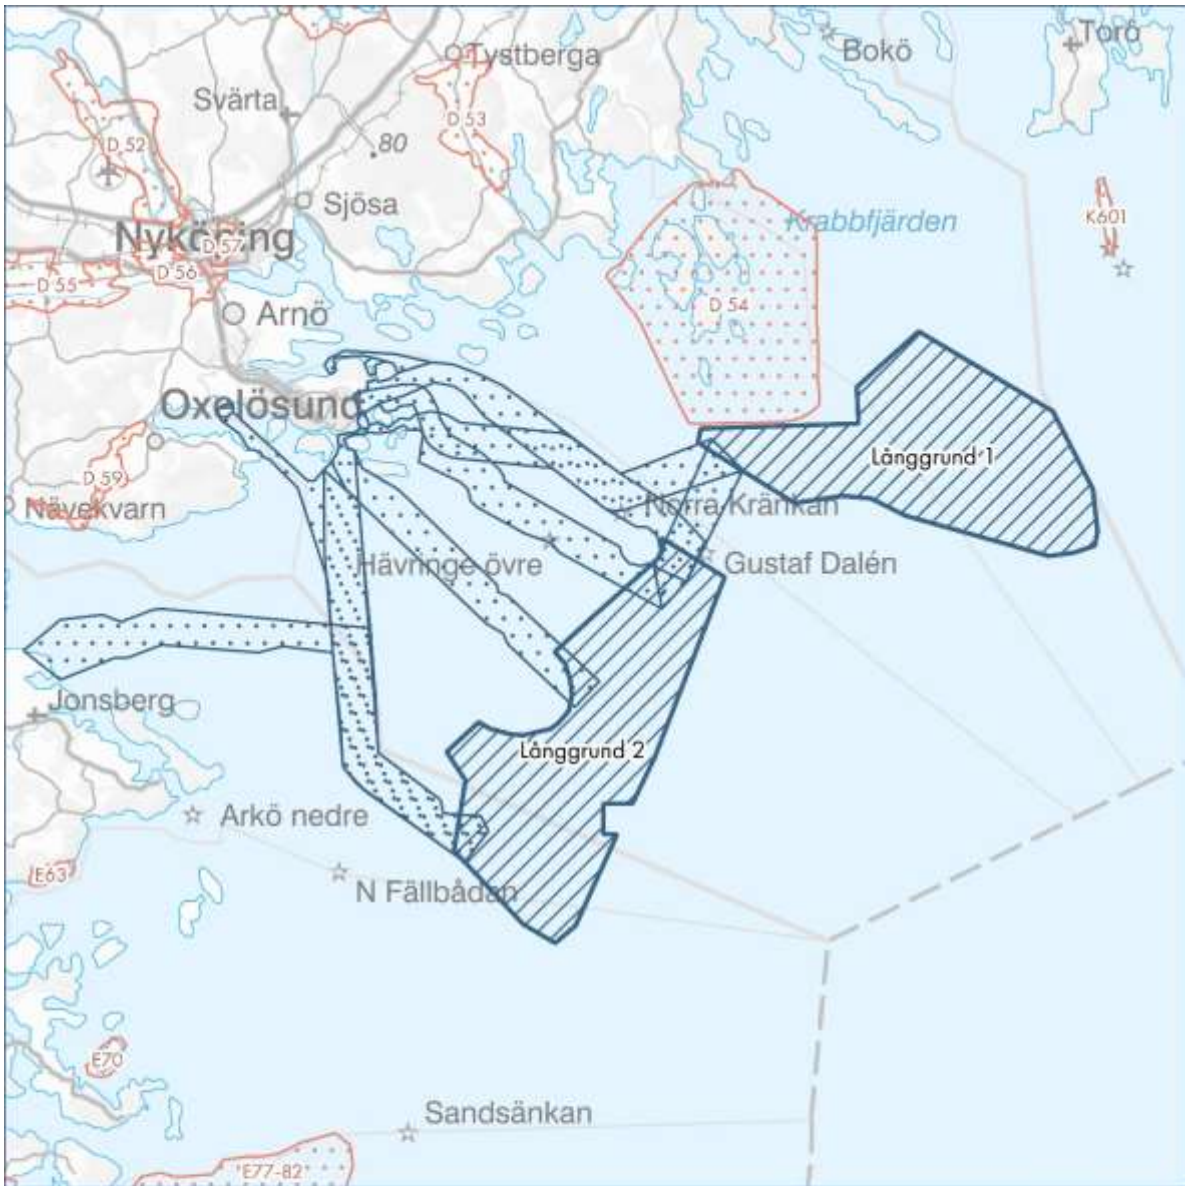 Torö
Bokö
Tystberga
Svärta
D 53
80
D 52
Sjösa
K601
Krabbfjärden
Nyköping
D 57
D 56
D 55
D 54
Arnö
Oxelösund
Långgrund 1
D 59
Nävekvarn
Norra Kränkan
Hävringe övre
Gustaf Dalén
Jonsberg
Långgrund 2
Arkö nedre
E63
N Fällbådan
E70
Sandsänkan
E77-82